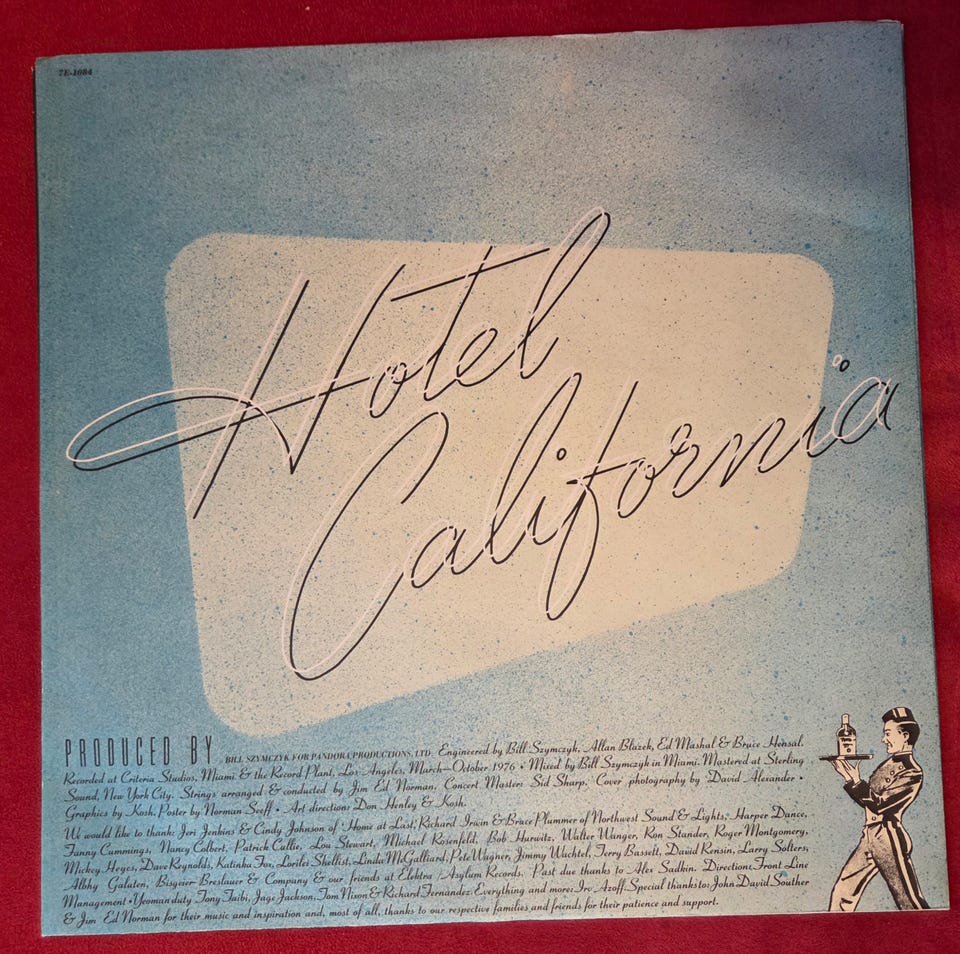 7E-1084
Hotel
California
PRODUCED BY BILL SZYMCZYK FOR PANDORA PRODUCTIONS, LTD. Engineered by Bill Szymczyk, Allan Blazek, Ed Mashal & Bruce Hensal.
Recorded at Criteria Studios, Miami & the Record Plant, Los Angeles, March—October 1976 • Mixed by Bill Szymczyk in Miami. Mastered at Sterling
Sound, New York City. Strings arranged & conducted by Jim Ed Norman, Concert Master: Sid Sharp. Cover photography by David Alexander •
Graphics by Kosh. Poster by Norman Seeff • Art direction: Don Henley & Kosh.
We would like to thank: Jeri Jenkins & Cindy Johnson of 'Home at Last,' Richard Irwin & Bruce Plummer of Northwest Sound & Lights, Harper Dance,
Fanny Cummings, Nancy Colbert, Patrick Cullie, Lou Stewart, Michael Rosenfeld, Bob Hurwitz, Walter Wanger, Ron Stander, Roger Montgomery,
Mickey Heyes, Dave Reynolds, Katinka Fox, Lorilei Shellist, Linda McGalliard, Pete Wagner, Jimmy Wachtel, Terry Bassett, David Rensin, Larry Solters,
Albhy Galuten, Bisgaier Breslauer & Company & our friends at Elektra/Asylum Records. Past due thanks to Alex Sadkin. Direction: Front Line
Management • Yeoman duty Tony Taibi, Jage Jackson, Tom Nixon & Richard Fernandez. Everything and more: Irv Azoff. Special thanks to: John David Souther
& Jim Ed Norman for their music and inspiration and, most of all, thanks to our respective families and friends for their patience and support.